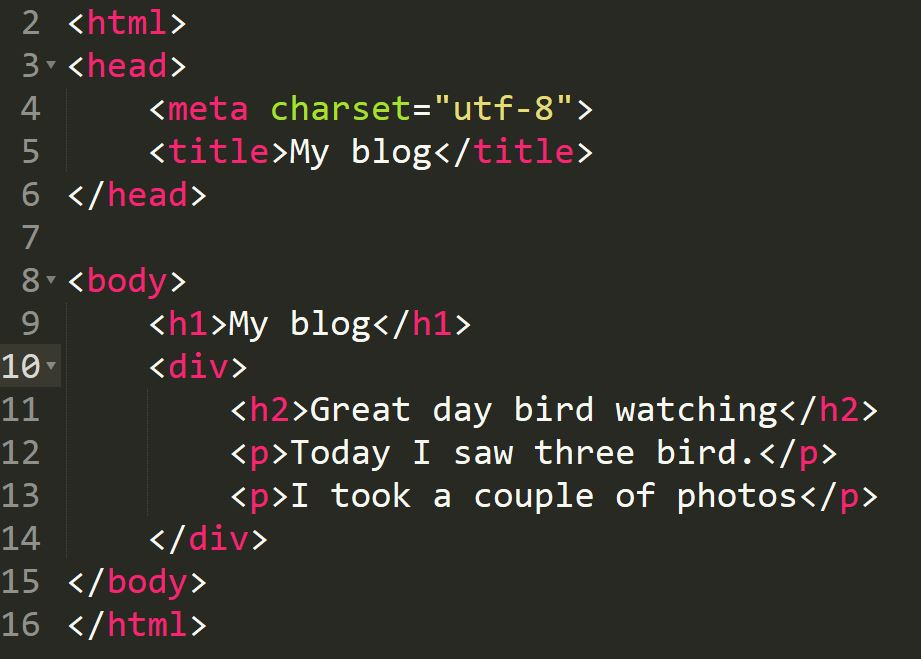 2 <html>
3 <head>
4     <meta charset="utf-8">
5     <title>My blog</title>
6 </head>
7
8 <body>
9     <h1>My blog</h1>
10     <div>
11         <h2>Great day bird watching</h2>
12         <p>Today I saw three bird.</p>
13         <p>I took a couple of photos</p>
14     </div>
15 </body>
16 </html>